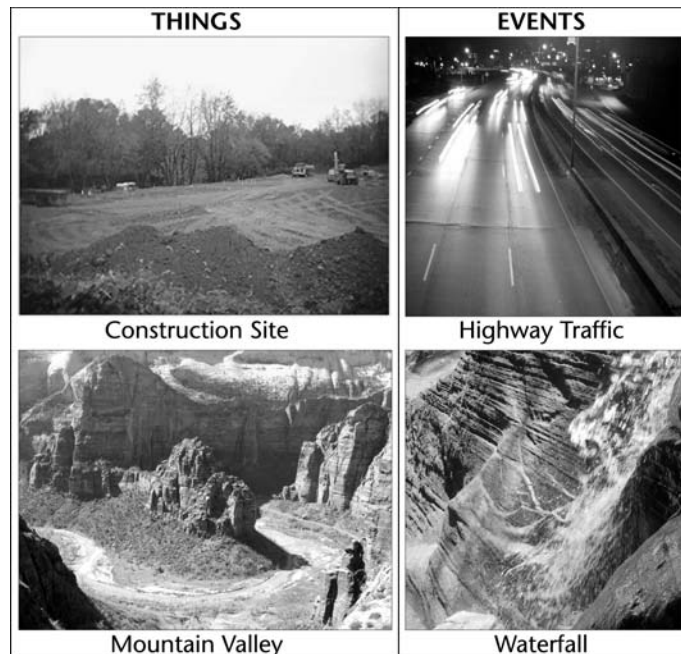 THINGS
EVENTS
Construction Site
Highway Traffic
Mountain Valley
Waterfall